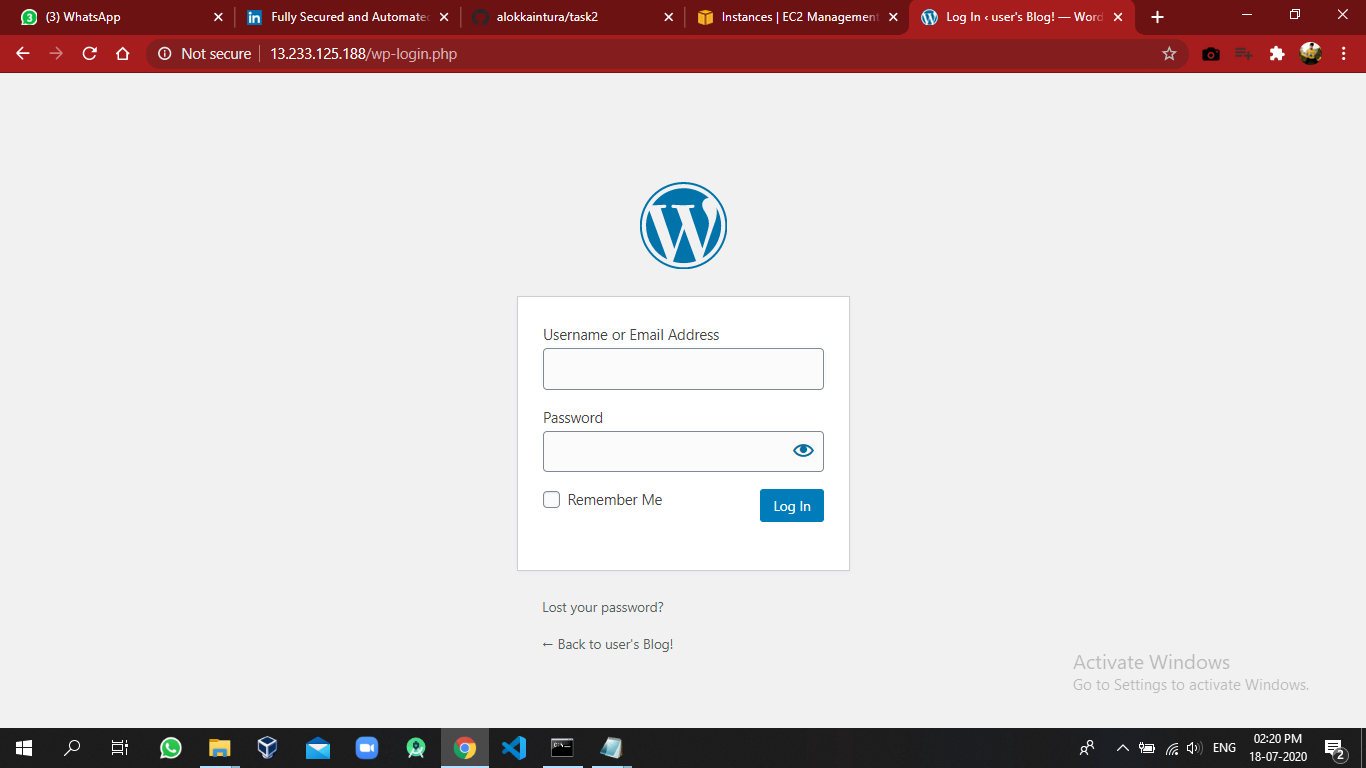 (3) WhatsApp
Fully Secured and Automated
alokkaintura/task2
Instances | EC2 Management
Log In ‹ user's Blog! — Word
Not secure
13.233.125.188/wp-login.php
Username or Email Address
Password
Remember Me
Log In
Lost your password?
← Back to user's Blog!
Activate Windows
Go to Settings to activate Windows.
ENG
02:20 PM
18-07-2020
2